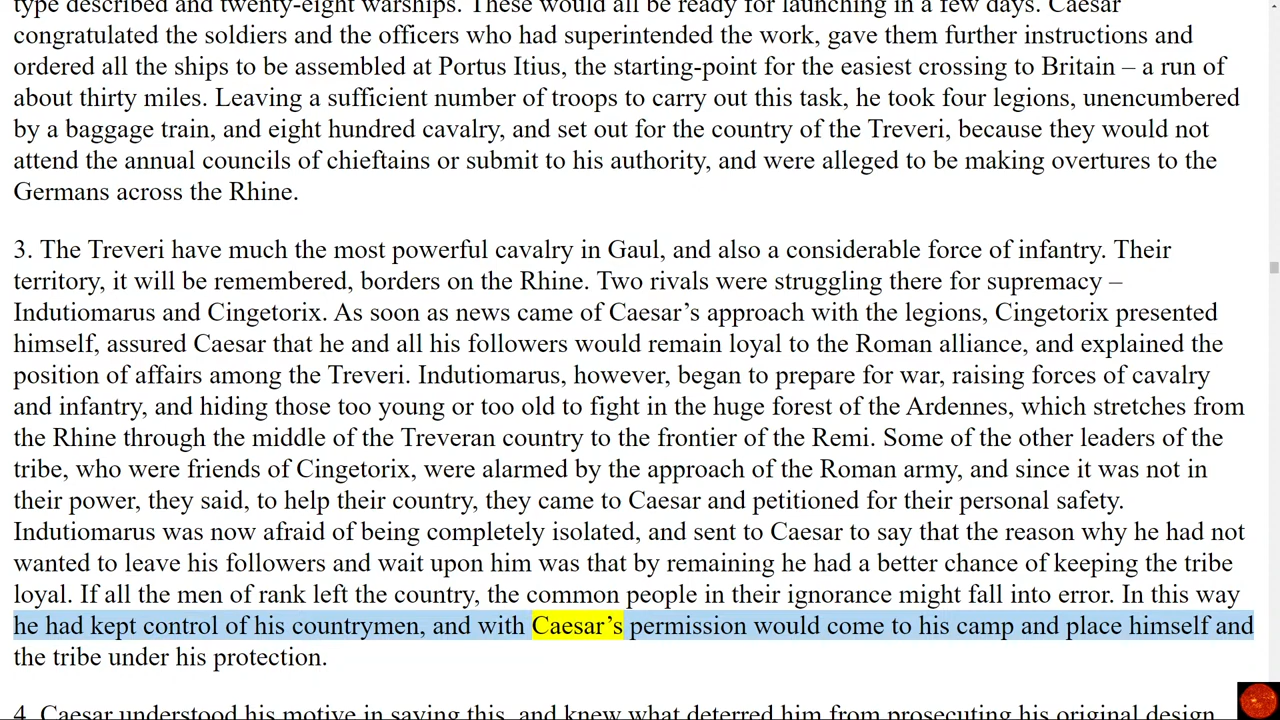 type described and twenty-eight warships. These would all be ready for launching in a few days. Caesar
congratulated the soldiers and the officers who had superintended the work, gave them further instructions and
ordered all the ships to be assembled at Portus Itius, the starting-point for the easiest crossing to Britain – a run of
about thirty miles. Leaving a sufficient number of troops to carry out this task, he took four legions, unencumbered
by a baggage train, and eight hundred cavalry, and set out for the country of the Treveri, because they would not
attend the annual councils of chieftains or submit to his authority, and were alleged to be making overtures to the
Germans across the Rhine.
3. The Treveri have much the most powerful cavalry in Gaul, and also a considerable force of infantry. Their
territory, it will be remembered, borders on the Rhine. Two rivals were struggling there for supremacy –
Indutiomarus and Cingetorix. As soon as news came of Caesar’s approach with the legions, Cingetorix presented
himself, assured Caesar that he and all his followers would remain loyal to the Roman alliance, and explained the
position of affairs among the Treveri. Indutiomarus, however, began to prepare for war, raising forces of cavalry
and infantry, and hiding those too young or too old to fight in the huge forest of the Ardennes, which stretches from
the Rhine through the middle of the Treveran country to the frontier of the Remi. Some of the other leaders of the
tribe, who were friends of Cingetorix, were alarmed by the approach of the Roman army, and since it was not in
their power, they said, to help their country, they came to Caesar and petitioned for their personal safety.
Indutiomarus was now afraid of being completely isolated, and sent to Caesar to say that the reason why he had not
wanted to leave his followers and wait upon him was that by remaining he had a better chance of keeping the tribe
loyal. If all the men of rank left the country, the common people in their ignorance might fall into error. In this way
he had kept control of his countrymen, and with Caesar’s permission would come to his camp and place himself and
the tribe under his protection.
4. Caesar understood his motive in saying this, and knew what deterred him from prosecuting his original design.